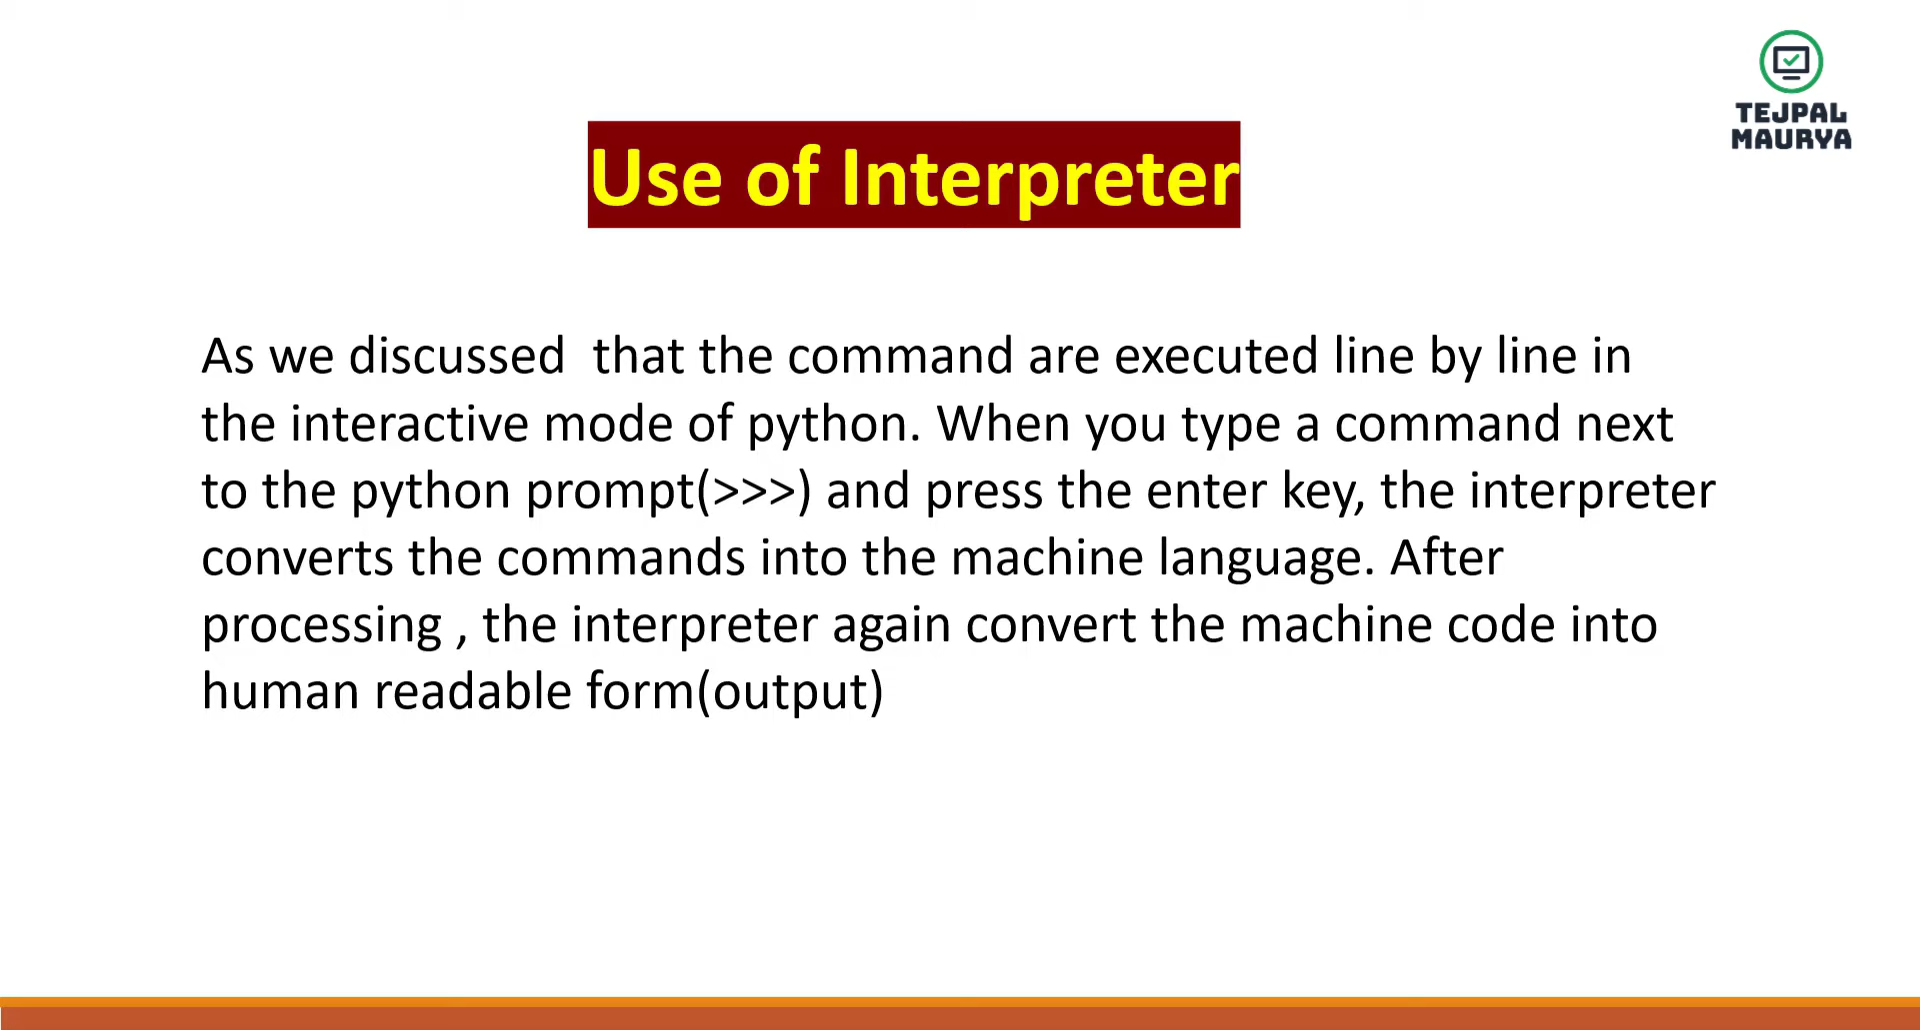 TEJPAL
MAURYA
Use of Interpreter
As we discussed  that the command are executed line by line in
the interactive mode of python. When you type a command next
to the python prompt(>>>) and press the enter key, the interpreter
converts the commands into the machine language. After
processing , the interpreter again convert the machine code into
human readable form(output)